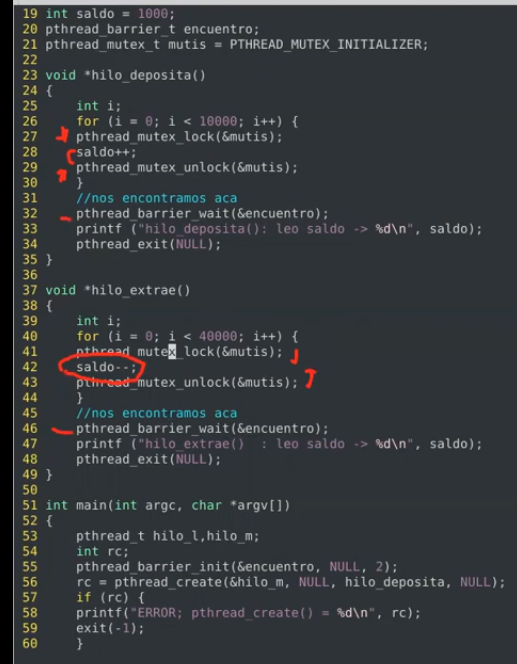 19 int saldo = 1000;
20 pthread_barrier_t encuentro;
21 pthread_mutex_t mutis = PTHREAD_MUTEX_INITIALIZER;
22
23 void *hilo_deposita()
24 {
25     int i;
26     for (i = 0; i < 10000; i++) {
27     pthread_mutex_lock(&mutis);
28     saldo++;
29     pthread_mutex_unlock(&mutis);
30     }
31     //nos encontramos aca
32     pthread_barrier_wait(&encuentro);
33     printf ("hilo_deposita(): leo saldo -> %d\n", saldo);
34     pthread_exit(NULL);
35 }
36
37 void *hilo_extrae()
38 {
39     int i;
40     for (i = 0; i < 40000; i++) {
41     pthread_mutex_lock(&mutis);
42     saldo--;
43     pthread_mutex_unlock(&mutis);
44     }
45     //nos encontramos aca
46     pthread_barrier_wait(&encuentro);
47     printf ("hilo_extrae()  : leo saldo -> %d\n", saldo);
48     pthread_exit(NULL);
49 }
50
51 int main(int argc, char *argv[])
52 {
53     pthread_t hilo_l,hilo_m;
54     int rc;
55     pthread_barrier_init(&encuentro, NULL, 2);
56     rc = pthread_create(&hilo_m, NULL, hilo_deposita, NULL);
57     if (rc) {
58     printf("ERROR; pthread_create() = %d\n", rc);
59     exit(-1);
60     }